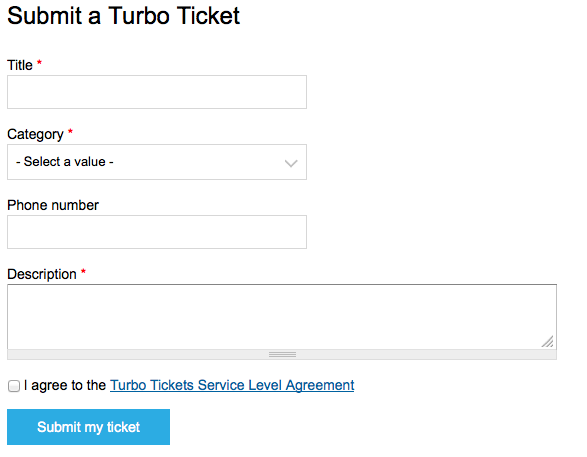 Submit a Turbo Ticket
Title *
Category *
- Select a value -
Phone number
Description *
I agree to the Turbo Tickets Service Level Agreement
Submit my ticket